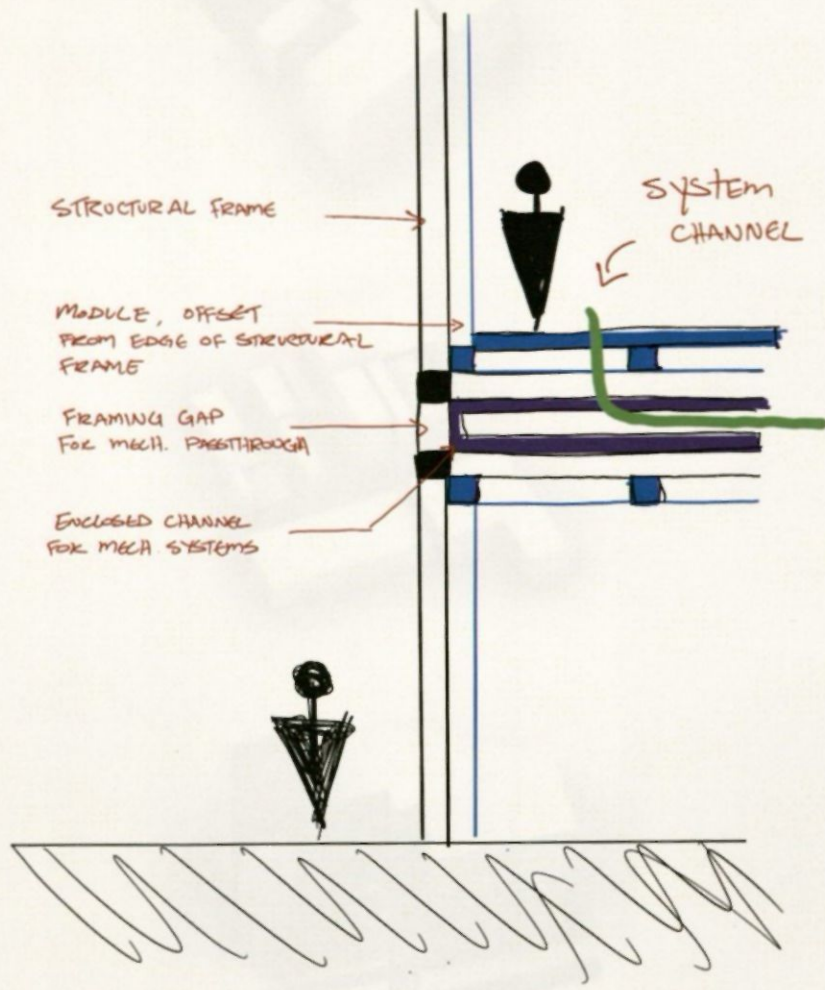 STRUCTURAL FRAME
SYSTEM
CHANNEL
MODULE, OFFSET
FROM EDGE OF STRUCTURAL
FRAME
FRAMING GAP
FOR MECH. PASSTHROUGH
ENCLOSED CHANNEL
FOR MECH SYSTEMS